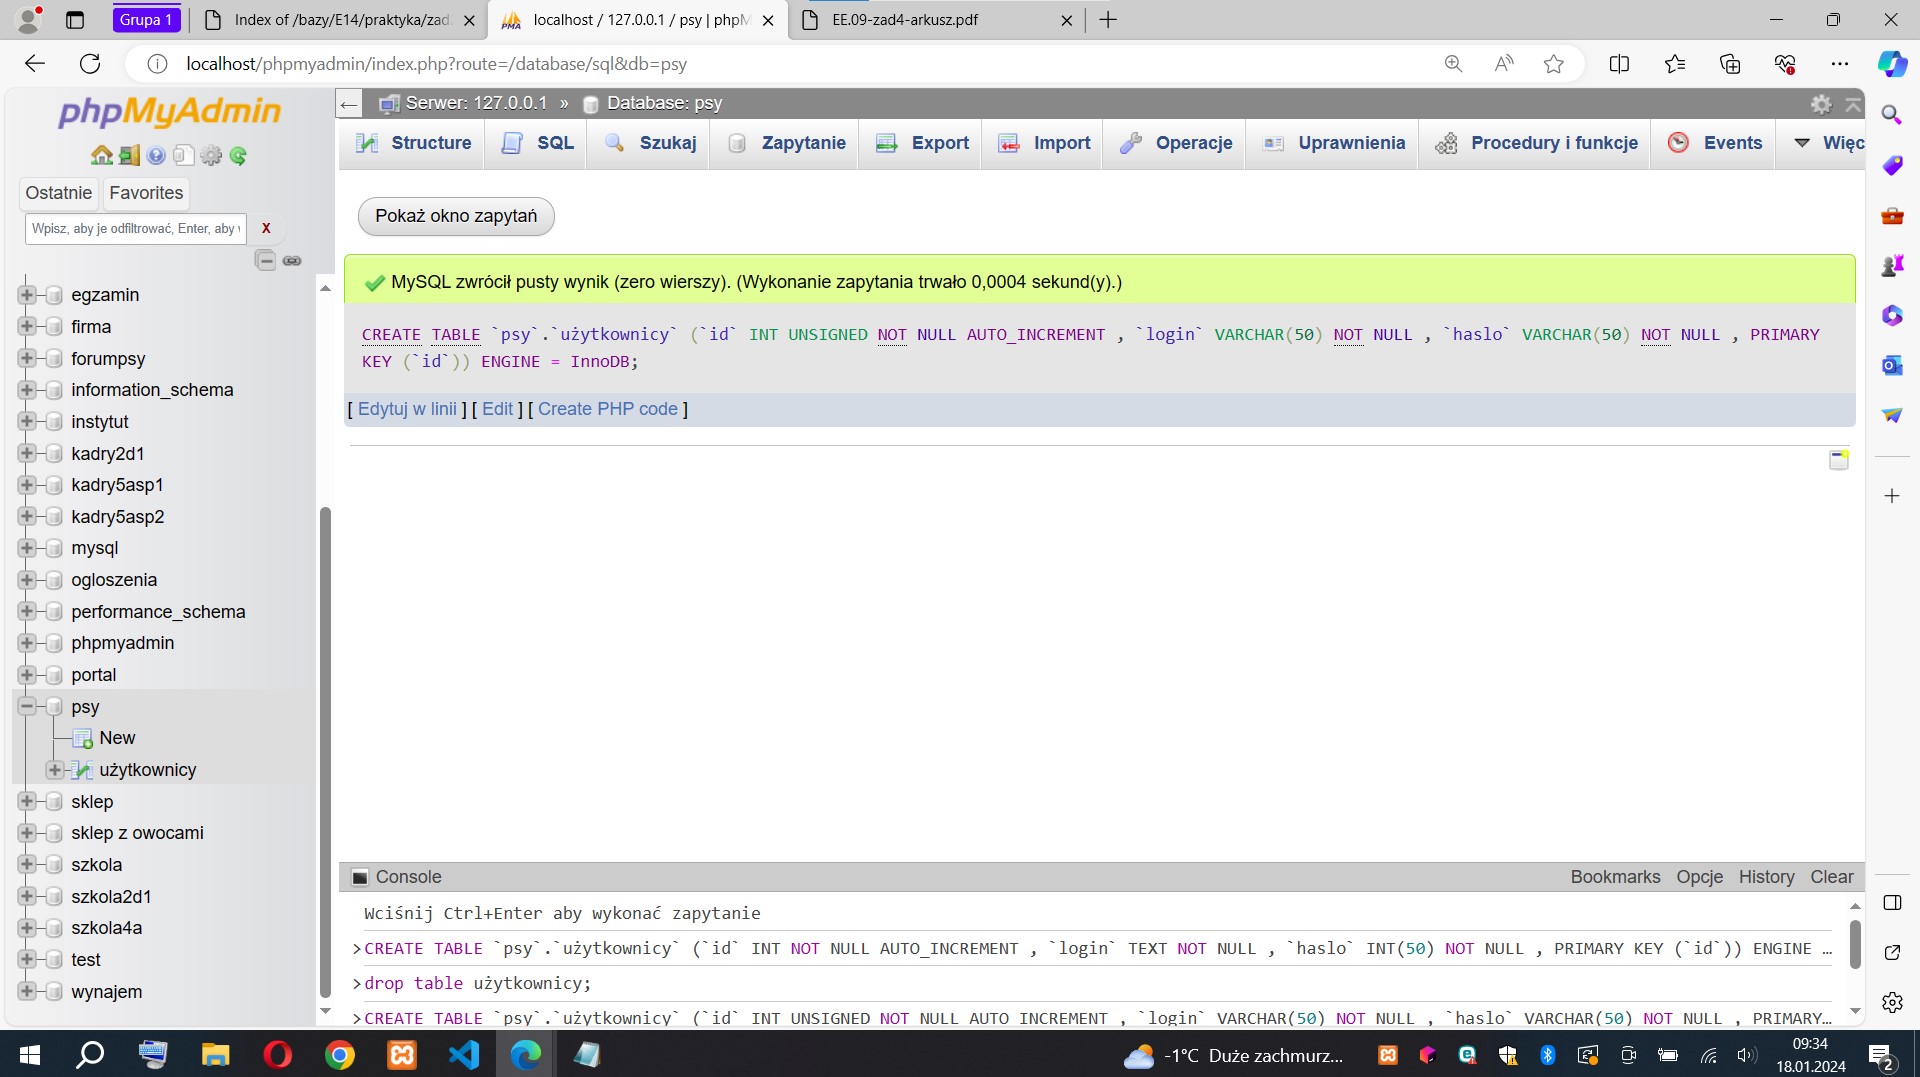 Grupa 1
Index of /bazy/E14/praktyka/zad.
localhost / 127.0.0.1 / psy | phpM
EE.09-zad4-arkusz.pdf
localhost/phpmyadmin/index.php?route=/database/sql&db=psy
phpMyAdmin
Ostatnie
Favorites
Wpisz, aby je odfiltrować, Enter, aby
X
egzamin
firma
forumpsy
information_schema
instytut
kadry2d1
kadry5asp1
kadry5asp2
mysql
ogloszenia
performance_schema
phpmyadmin
portal
psy
New
użytkownicy
sklep
sklep z owocami
szkola
szkola2d1
szkola4a
test
wynajem
Serwer: 127.0.0.1 » Database: psy
Structure
SQL
Szukaj
Zapytanie
Export
Import
Operacje
Uprawnienia
Procedury i funkcje
Events
Więc
Pokaż okno zapytań
MySQL zwrócił pusty wynik (zero wierszy). (Wykonanie zapytania trwało 0,0004 sekund(y).)
CREATE TABLE `psy`.`użytkownicy` (`id` INT UNSIGNED NOT NULL AUTO_INCREMENT , `login` VARCHAR(50) NOT NULL , `haslo` VARCHAR(50) NOT NULL , PRIMARY
KEY (`id`)) ENGINE = InnoDB;
[ Edytuj w linii ] [ Edit ] [ Create PHP code ]
Console
Bookmarks Opcje History Clear
Wciśnij Ctrl+Enter aby wykonać zapytanie
>CREATE TABLE `psy`.`użytkownicy` (`id` INT NOT NULL AUTO_INCREMENT , `login` TEXT NOT NULL , `haslo` INT(50) NOT NULL , PRIMARY KEY (`id`)) ENGINE …
>drop table użytkownicy;
>CREATE TABLE `psy`.`użytkownicy` (`id` INT UNSIGNED NOT NULL AUTO_INCREMENT , `login` VARCHAR(50) NOT NULL , `haslo` VARCHAR(50) NOT NULL , PRIMARY…
-1°C Duże zachmurz...
09:34
18.01.2024
2